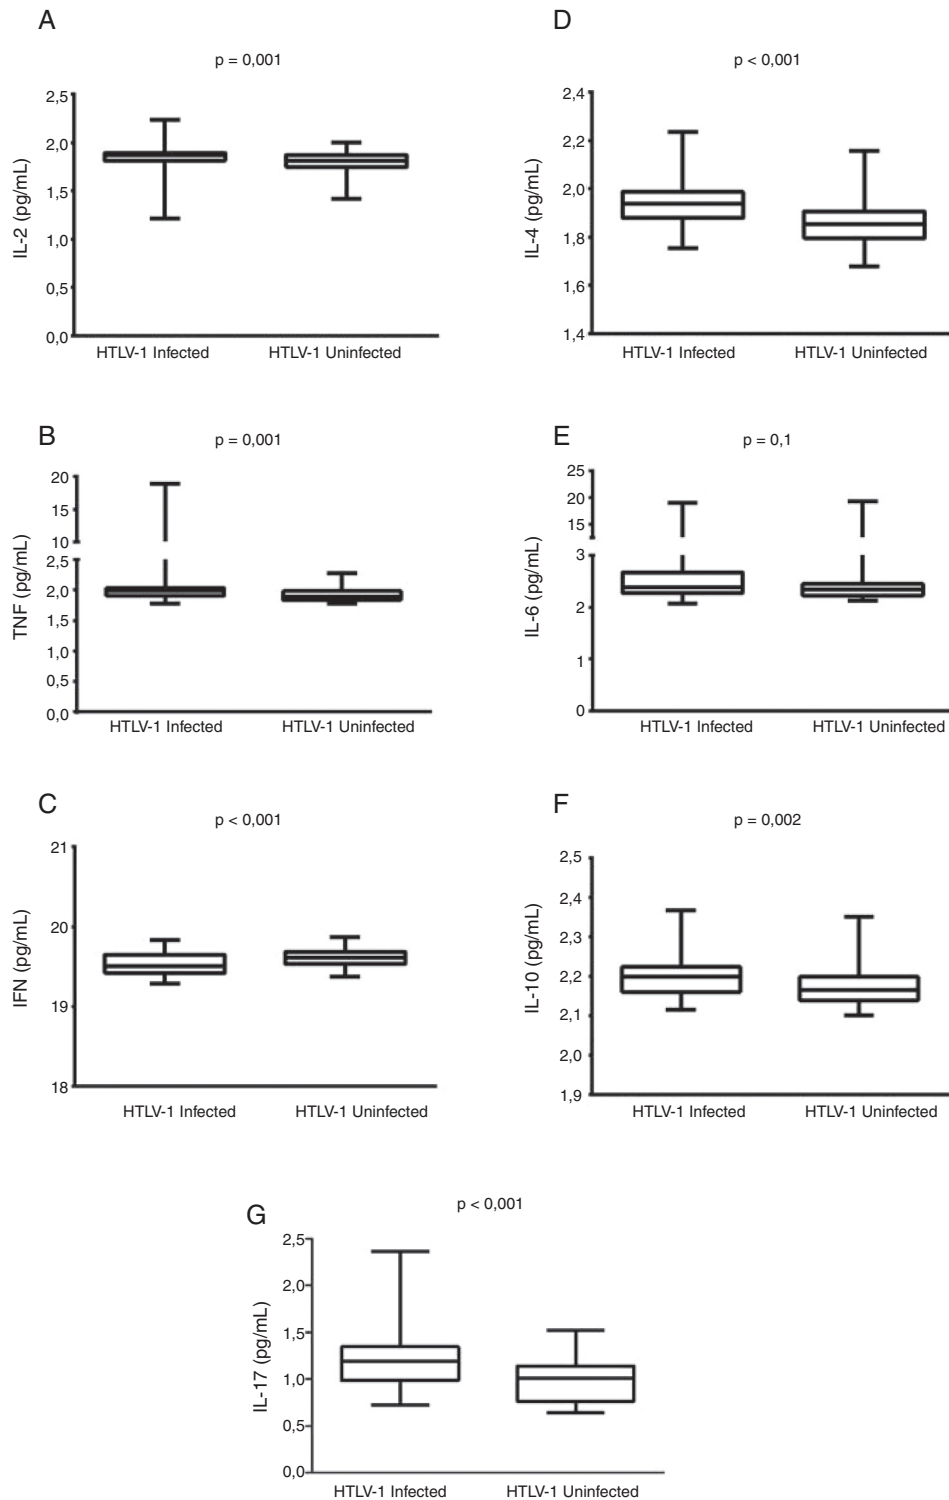 A
p = 0,001
IL-2 (pg/mL)
2,5
2,0
1,5
1,0
0,5
0,0
HTLV-1 Infected
HTLV-1 Uninfected
D
p < 0,001
IL-4 (pg/mL)
2,4
2,2
2,0
1,8
1,6
1,4
HTLV-1 Infected
HTLV-1 Uninfected
B
p = 0,001
TNF (pg/mL)
20
15
10
2,5
2,0
1,5
1,0
0,5
0,0
HTLV-1 Infected
HTLV-1 Uninfected
E
p = 0,1
IL-6 (pg/mL)
25
20
15
3
2
1
0
HTLV-1 Infected
HTLV-1 Uninfected
C
p < 0,001
IFN (pg/mL)
21
20
19
18
HTLV-1 Infected
HTLV-1 Uninfected
F
p = 0,002
IL-10 (pg/mL)
2,5
2,4
2,3
2,2
2,1
2,0
1,9
HTLV-1 Infected
HTLV-1 Uninfected
G
p < 0,001
IL-17 (pg/mL)
2,5
2,0
1,5
1,0
0,5
0,0
HTLV-1 Infected
HTLV-1 Uninfected